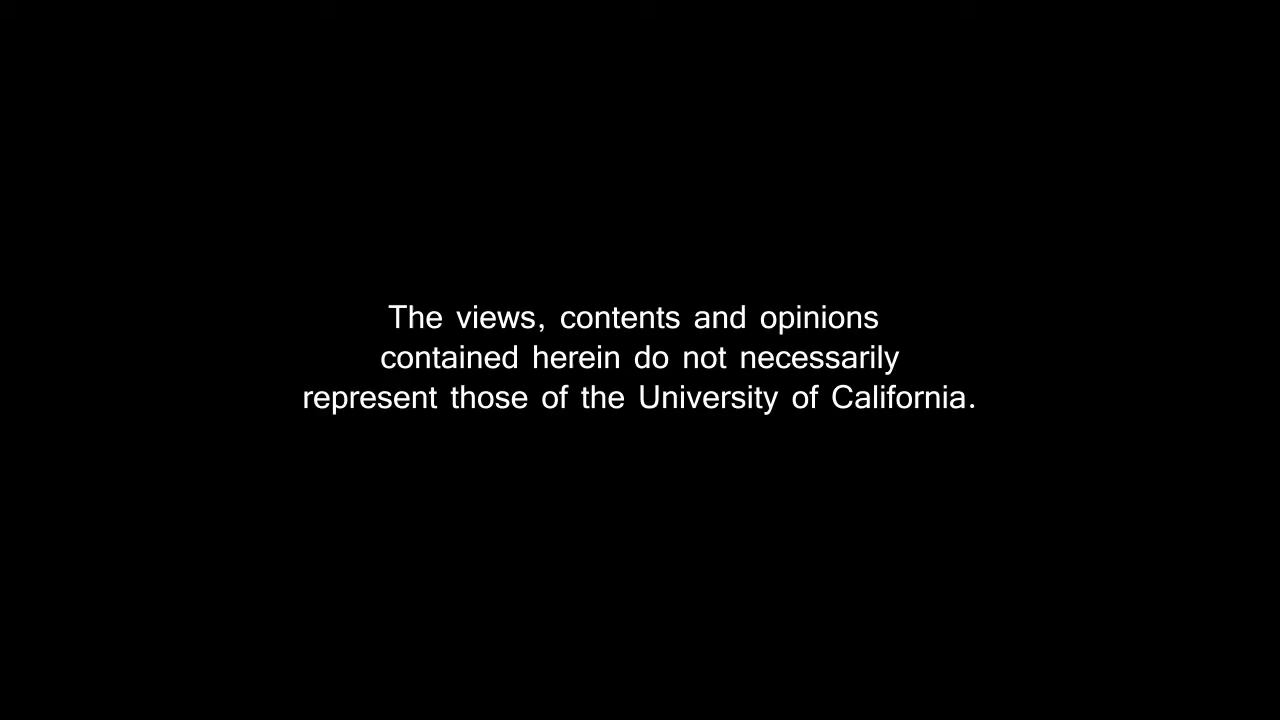 The views, contents and opinions
contained herein do not necessarily
represent those of the University of California.